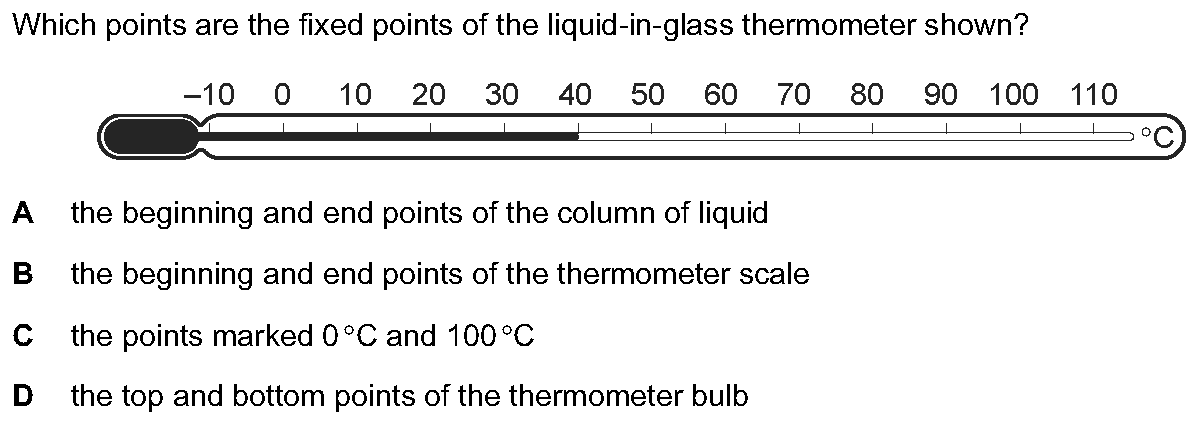 Which points are the fixed points of the liquid-in-glass thermometer shown?
–10 0 10 20 30 40 50 60 70 80 90 100 110
°C
A the beginning and end points of the column of liquid
B the beginning and end points of the thermometer scale
C the points marked 0 °C and 100 °C
D the top and bottom points of the thermometer bulb